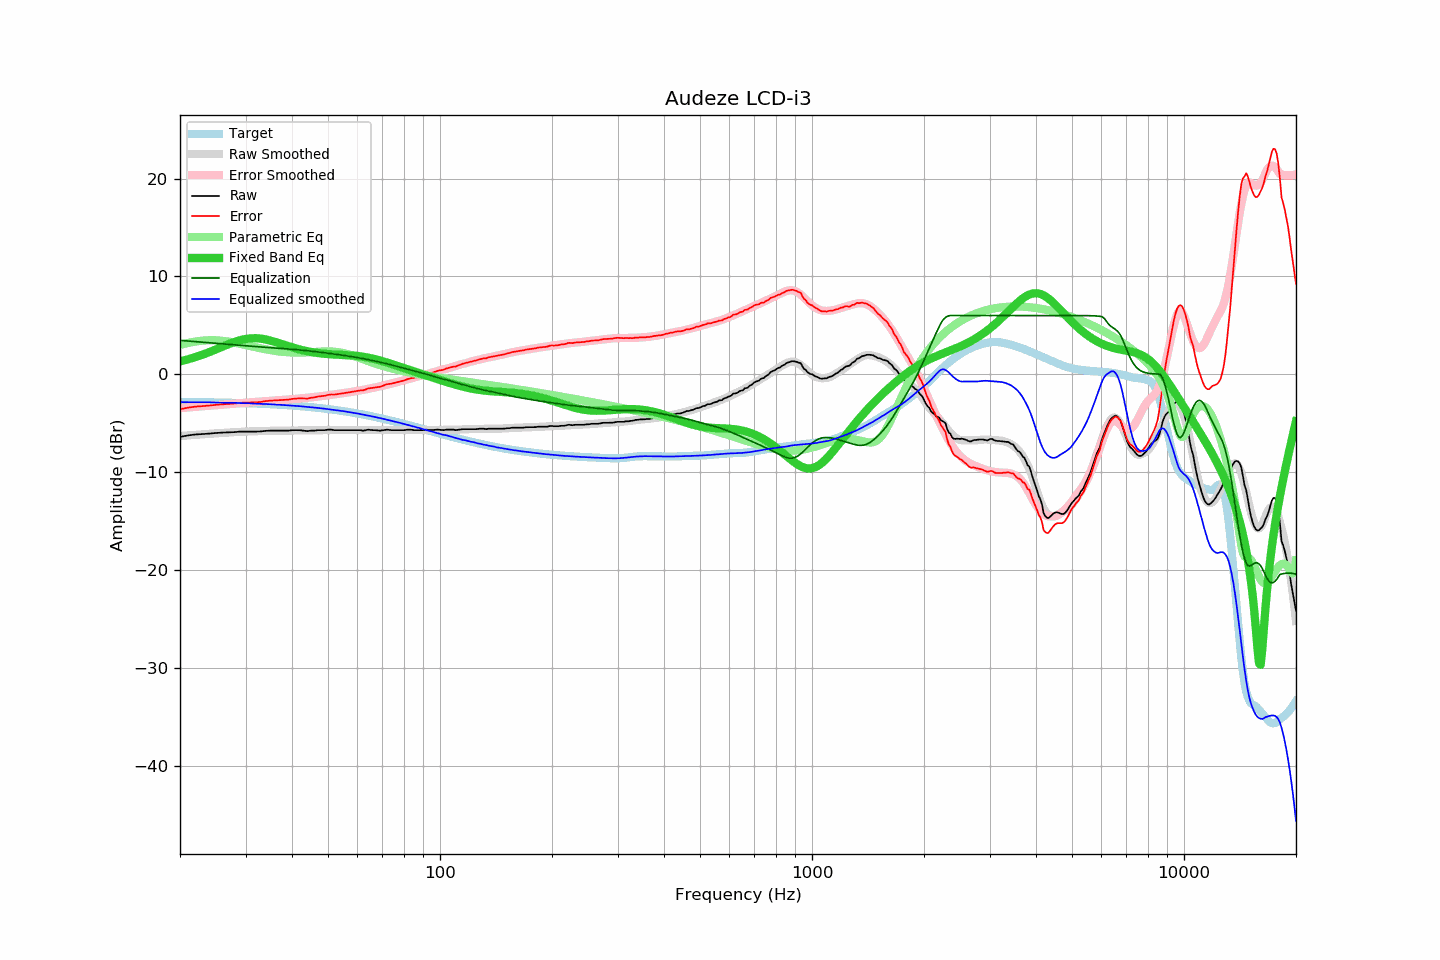 Audeze LCD-i3
Target
Raw Smoothed
Error Smoothed
Raw
Error
Parametric Eq
Fixed Band Eq
Equalization
Equalized smoothed
20
10
0
−10
−20
−30
−40
Amplitude (dBr)
100
1000
10000
Frequency (Hz)